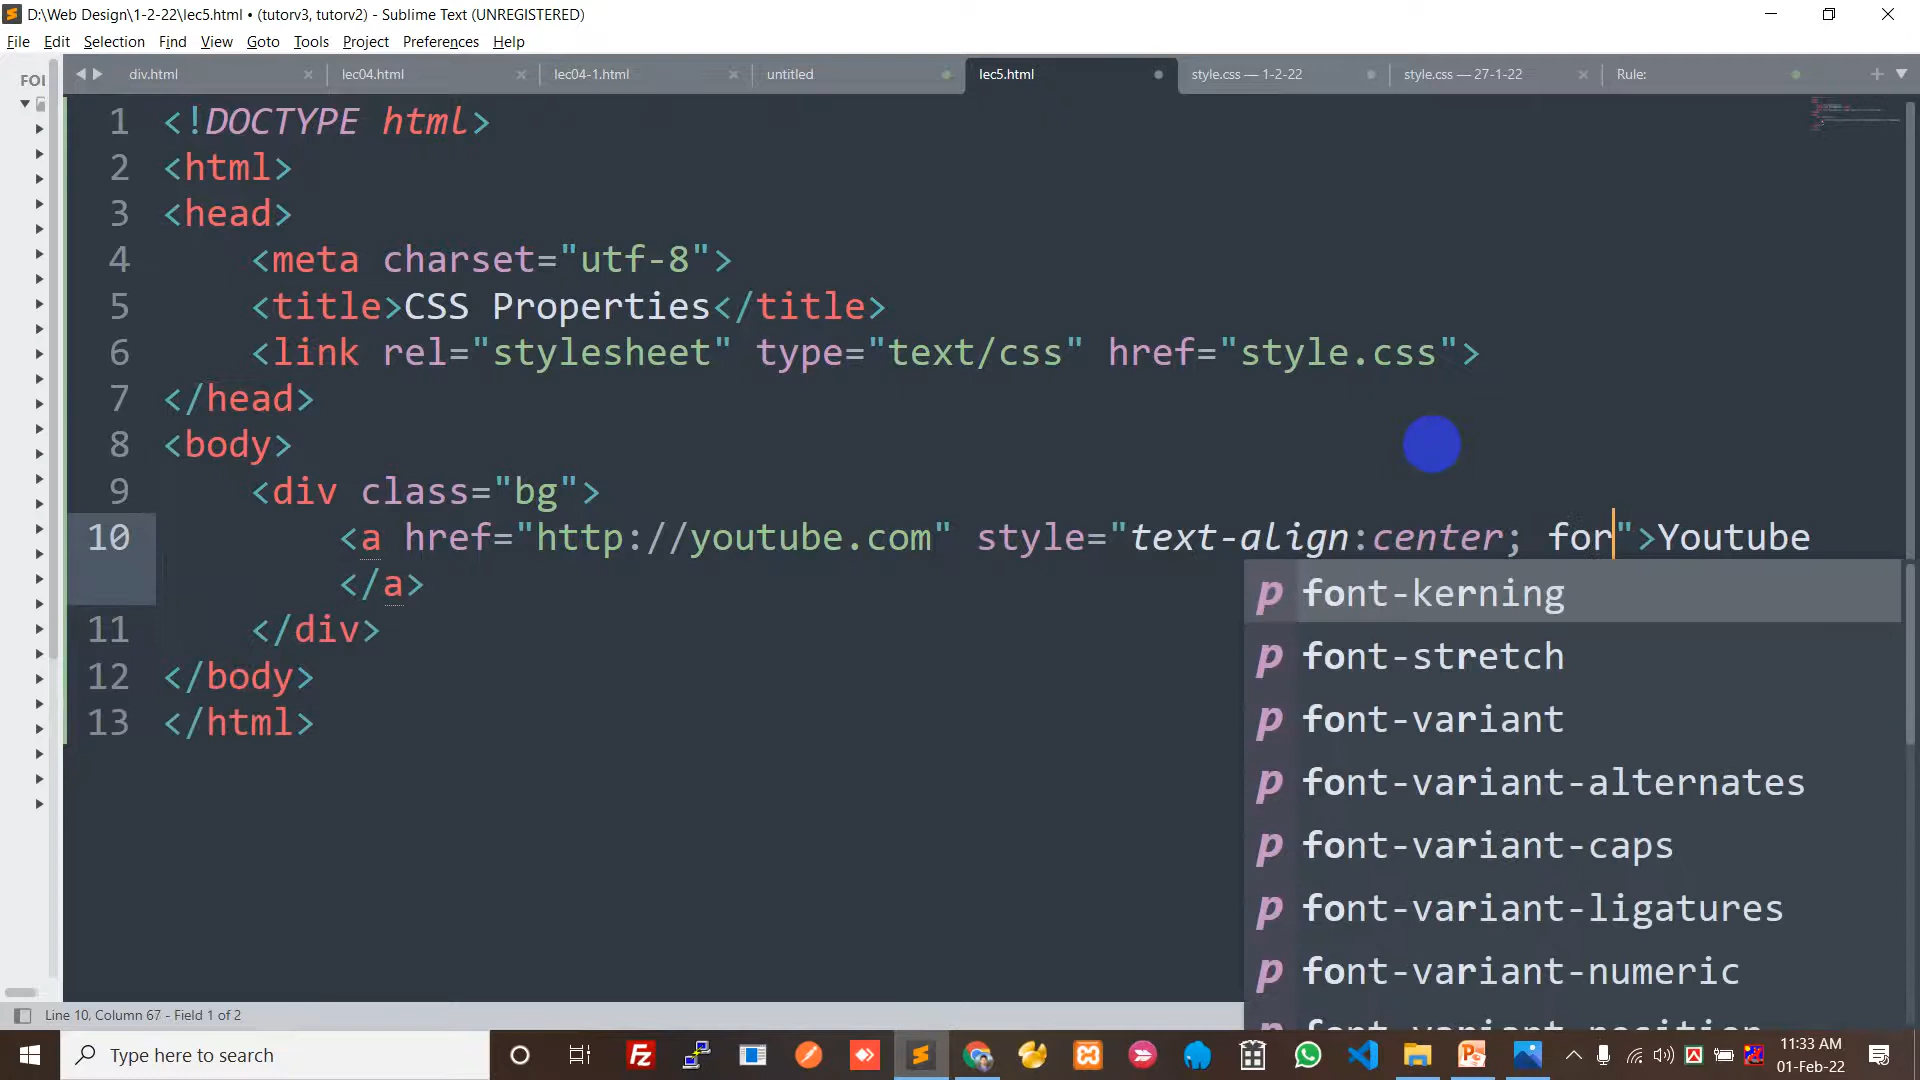 D:\Web Design\1-2-22\lec5.html • (tutorv3, tutorv2) - Sublime Text (UNREGISTERED)
File Edit Selection Find View Goto Tools Project Preferences Help
FOI
div.html lec04.html lec04-1.html untitled lec5.html style.css — 1-2-22 style.css — 27-1-22 Rule:
1 <!DOCTYPE html>
2 <html>
3 <head>
4 <meta charset="utf-8">
5 <title>CSS Properties</title>
6 <link rel="stylesheet" type="text/css" href="style.css">
7 </head>
8 <body>
9 <div class="bg">
10 <a href="http://youtube.com" style="text-align:center; for">Youtube
</a>
11 </div>
12 </body>
13 </html>
p font-kerning
p font-stretch
p font-variant
p font-variant-alternates
p font-variant-caps
p font-variant-ligatures
p font-variant-numeric
p font-variant-position
Line 10, Column 67 - Field 1 of 2
Type here to search
11:33 AM
01-Feb-22